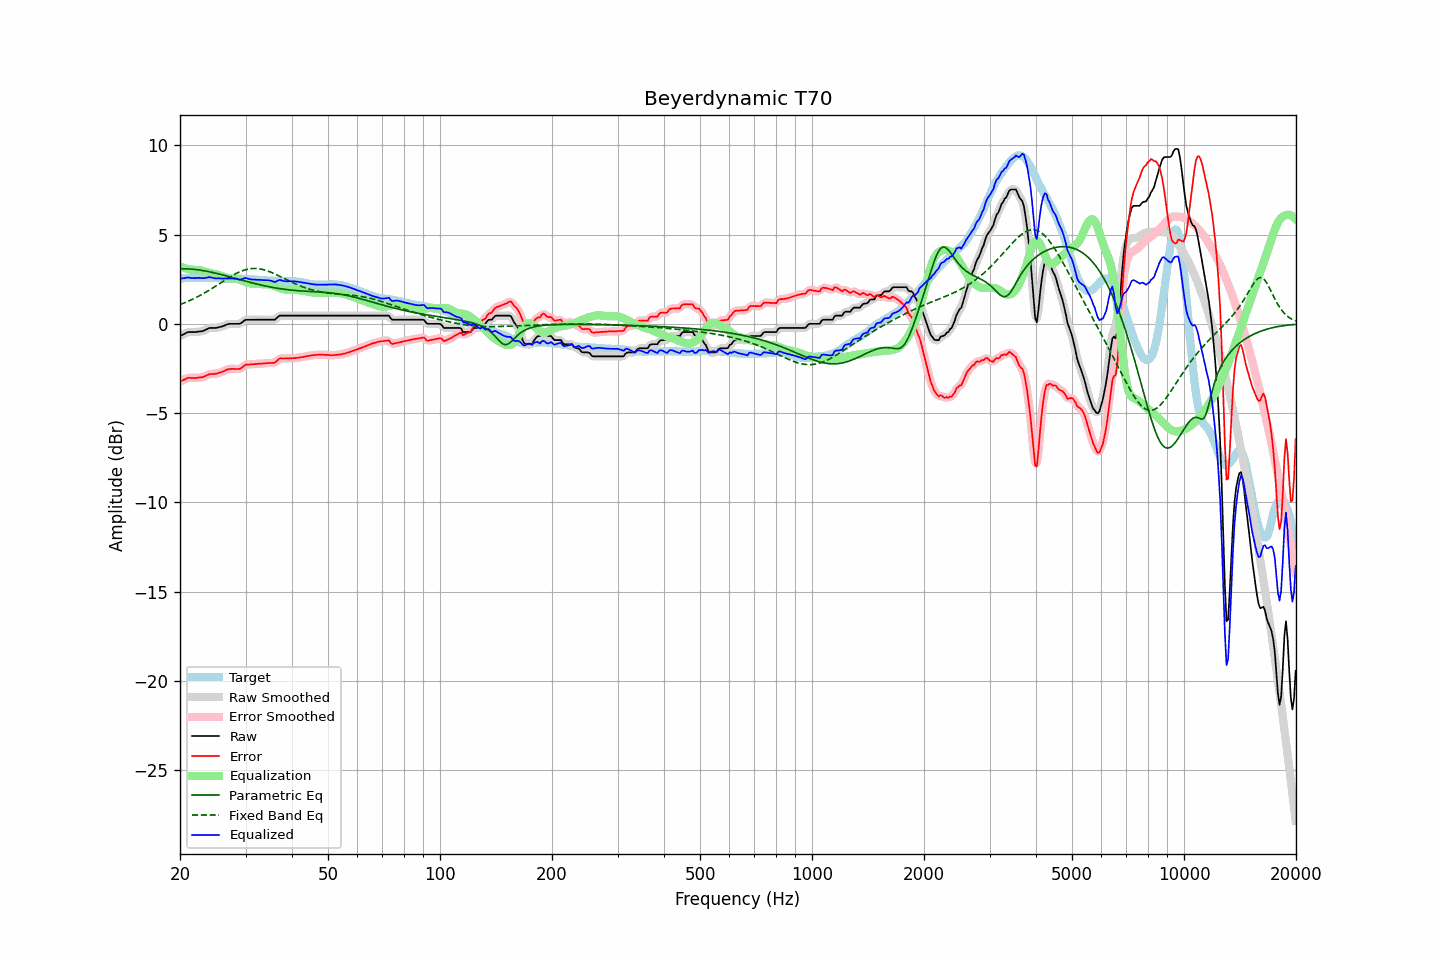 Beyerdynamic T70
Amplitude (dBr)
10
5
0
−5
−10
−15
−20
−25
Target
Raw Smoothed
Error Smoothed
Raw
Error
Equalization
Parametric Eq
Fixed Band Eq
Equalized
20 50 100 200 500 1000 2000 5000 10000 20000
Frequency (Hz)